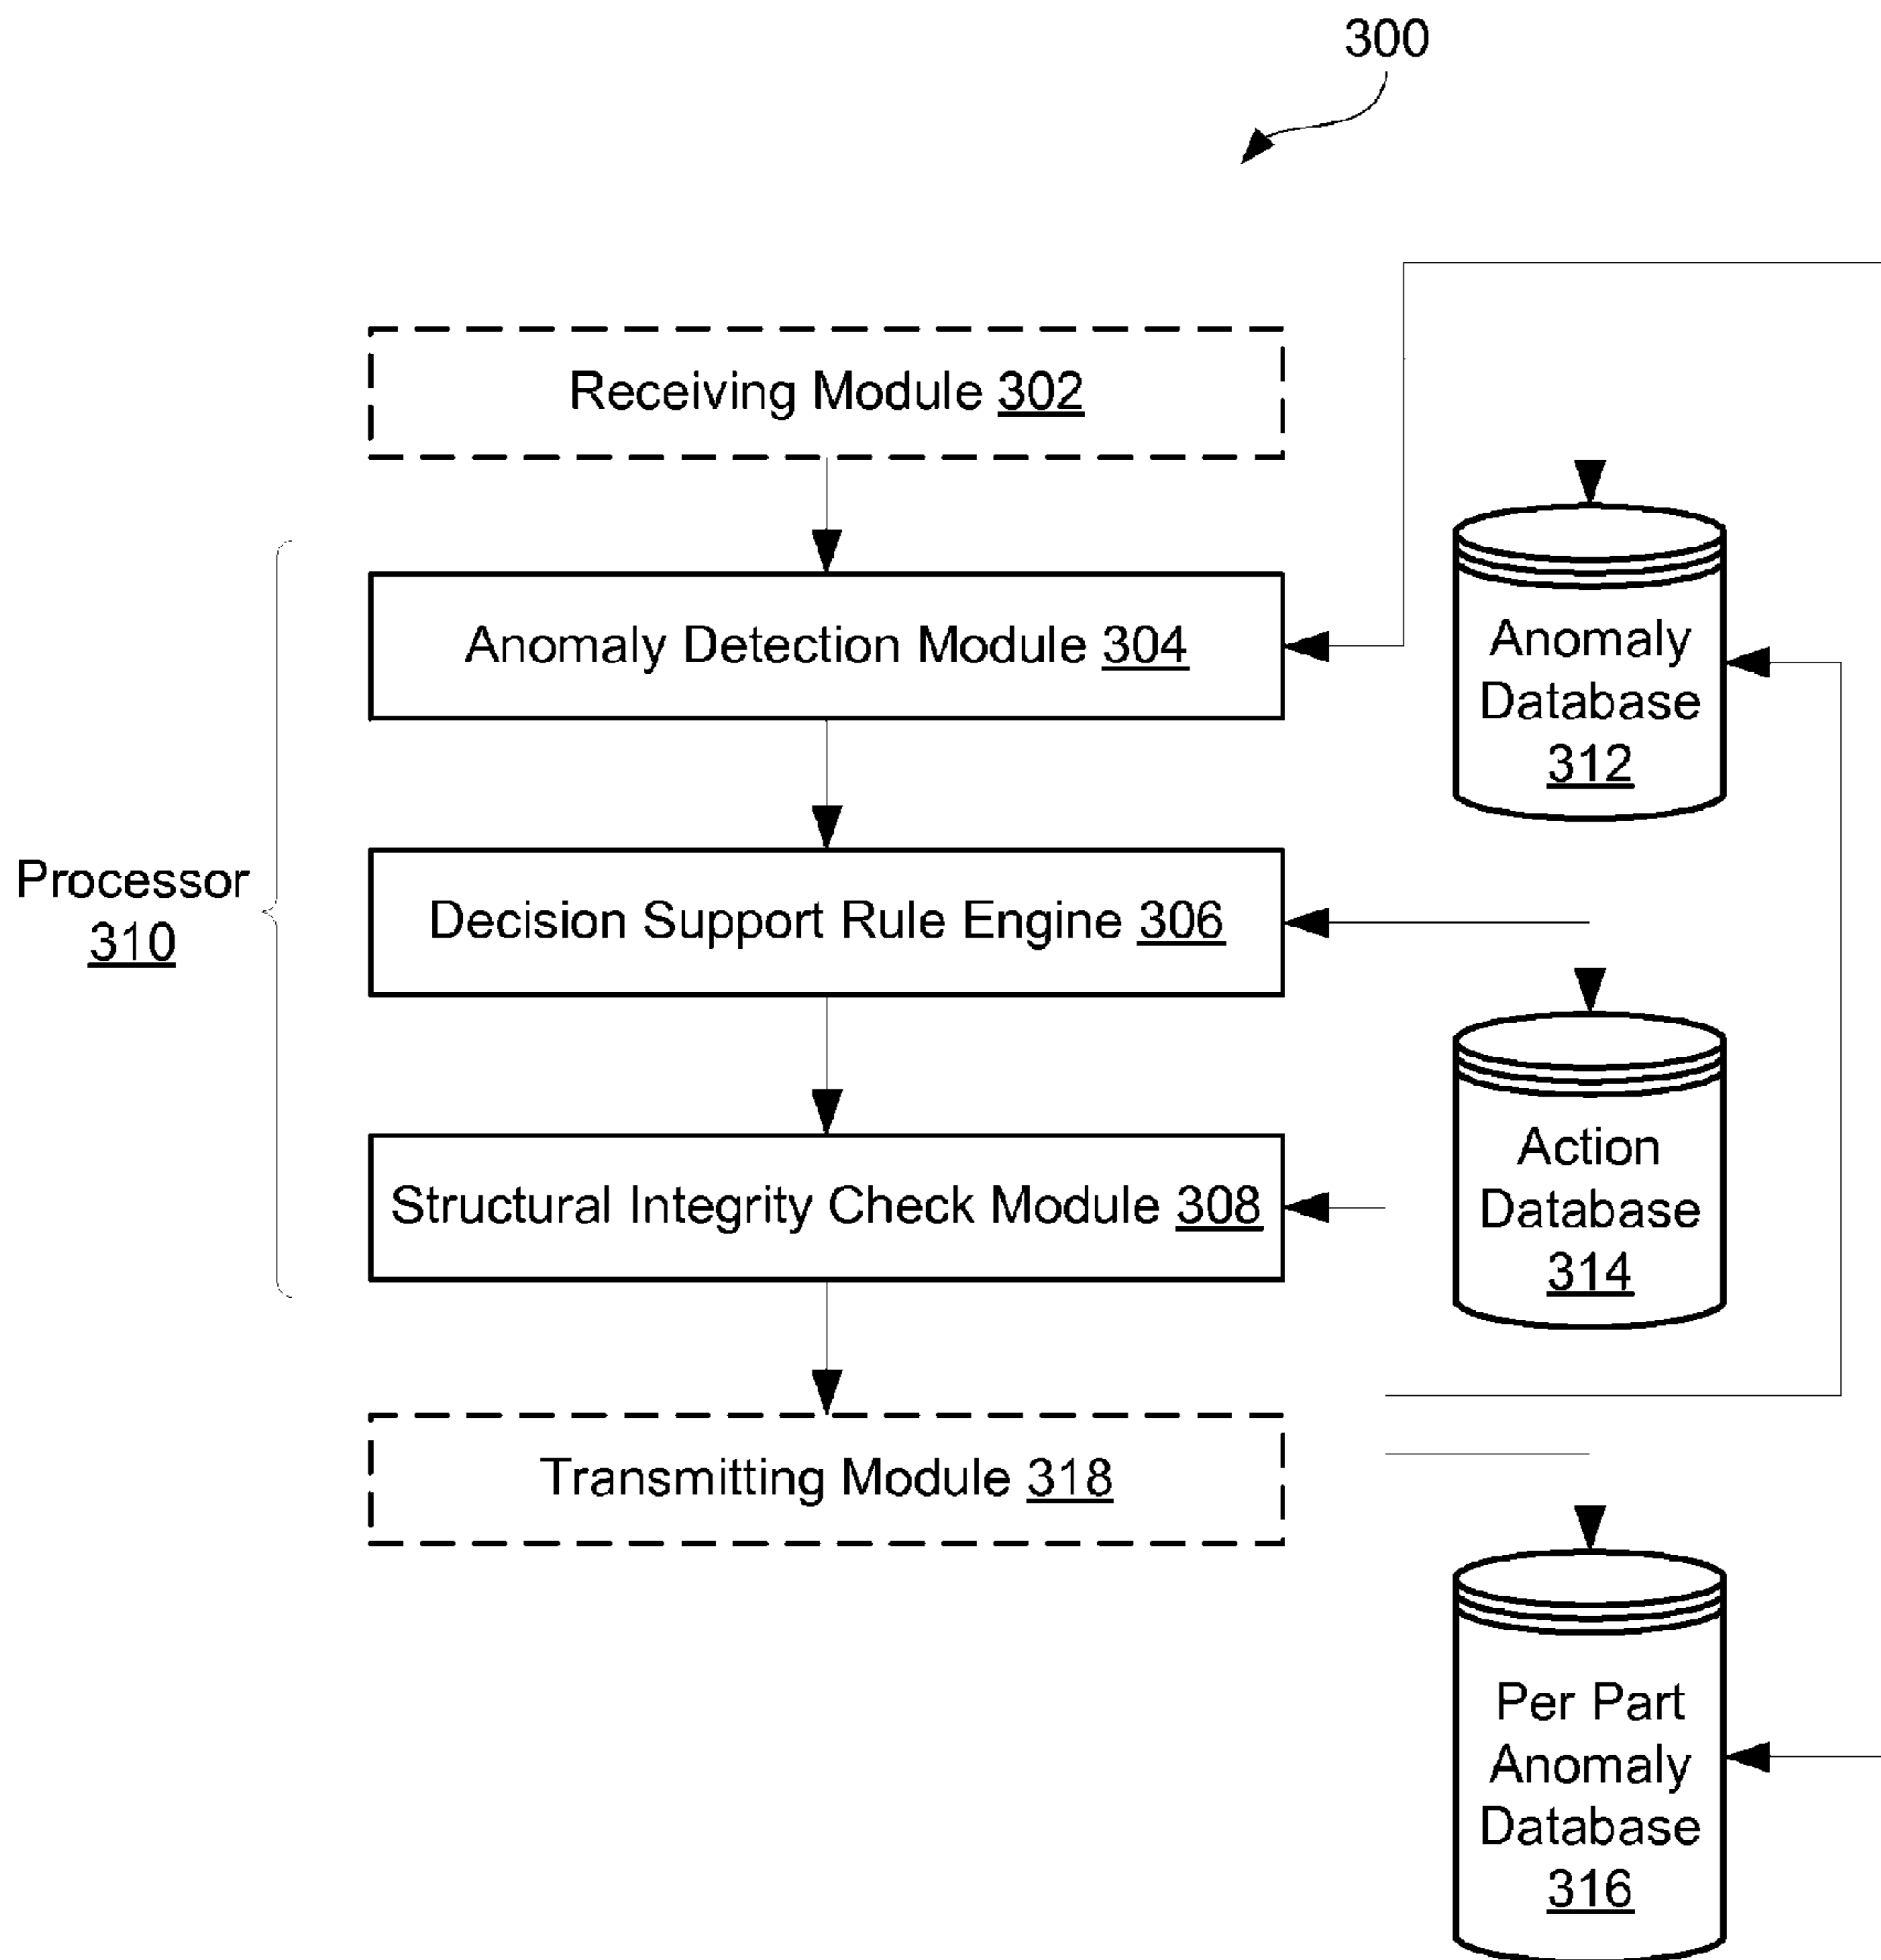 300
Receiving Module 302
Anomaly Detection Module 304
Anomaly
Database
312
Processor
310
Decision Support Rule Engine 306
Structural Integrity Check Module 308
Action
Database
314
Transmitting Module 318
Per Part
Anomaly
Database
316